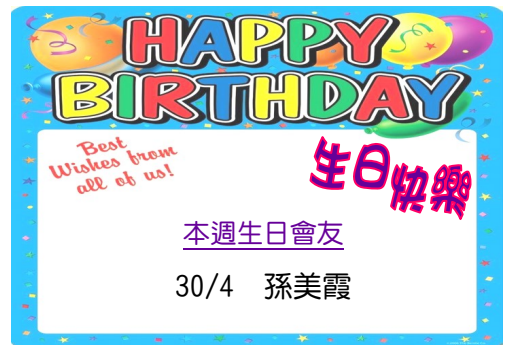 HAPPY
BIRTHDAY
Best
Wishes from
all of us!
生日快樂
本週生日會友
30/4 孫美霞